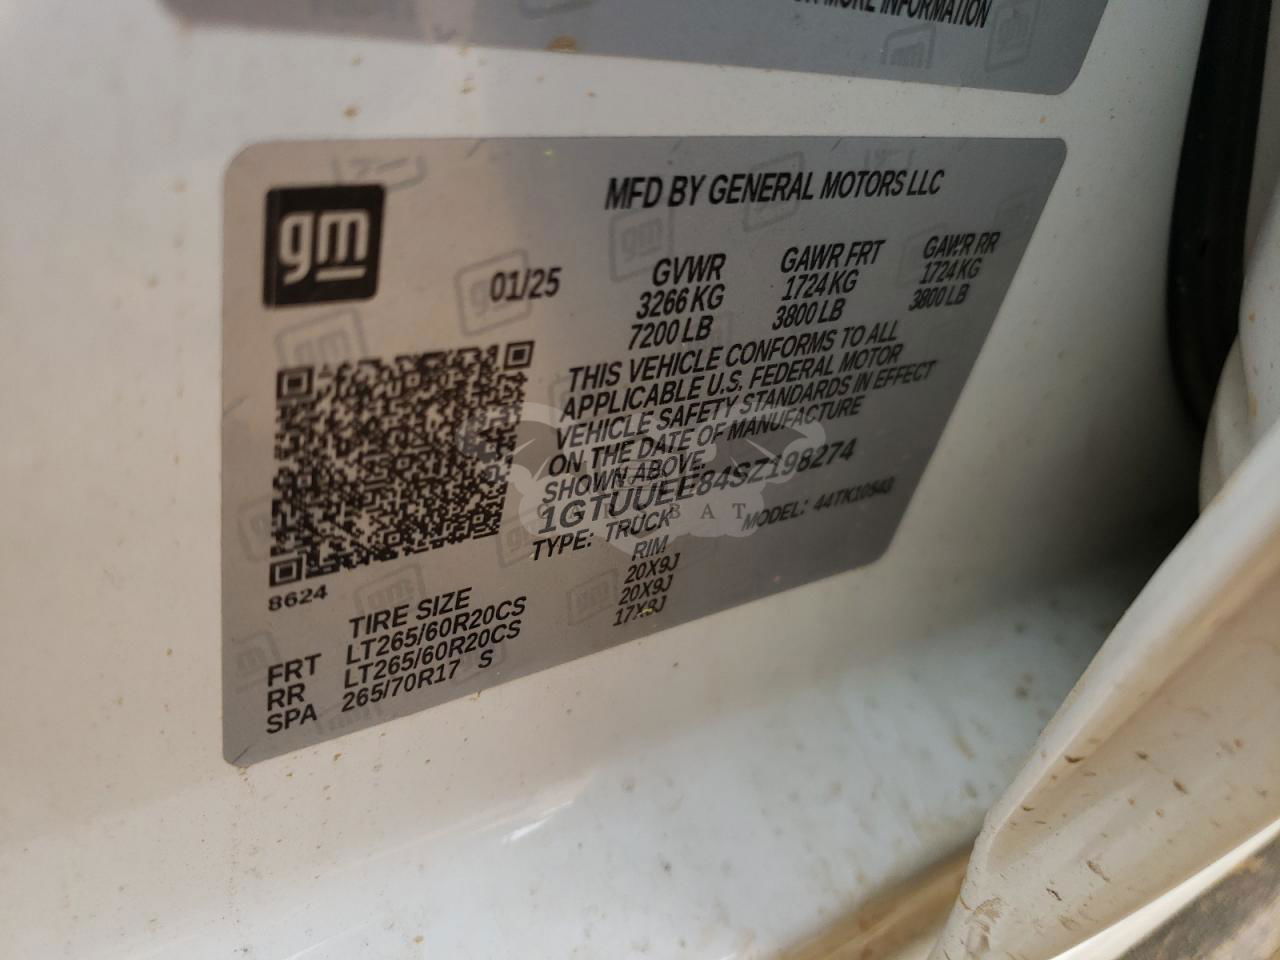 OR MORE INFORMATION
gm
MFD BY GENERAL MOTORS LLC
01/25
GVWR GAWR FRT GAWR RR
3266 KG 1724 KG 1724 KG
7200 LB 3800 LB 3800 LB
THIS VEHICLE CONFORMS TO ALL
APPLICABLE U.S. FEDERAL MOTOR
VEHICLE SAFETY STANDARDS IN EFFECT
ON THE DATE OF MANUFACTURE
SHOWN ABOVE.
1GTUUEE84SZ198274
TYPE: TRUCK MODEL: 44TK10543
8624
TIRE SIZE RIM
FRT LT265/60R20CS 20X9J
RR LT265/60R20CS 20X9J
SPA 265/70R17 S 17X8J